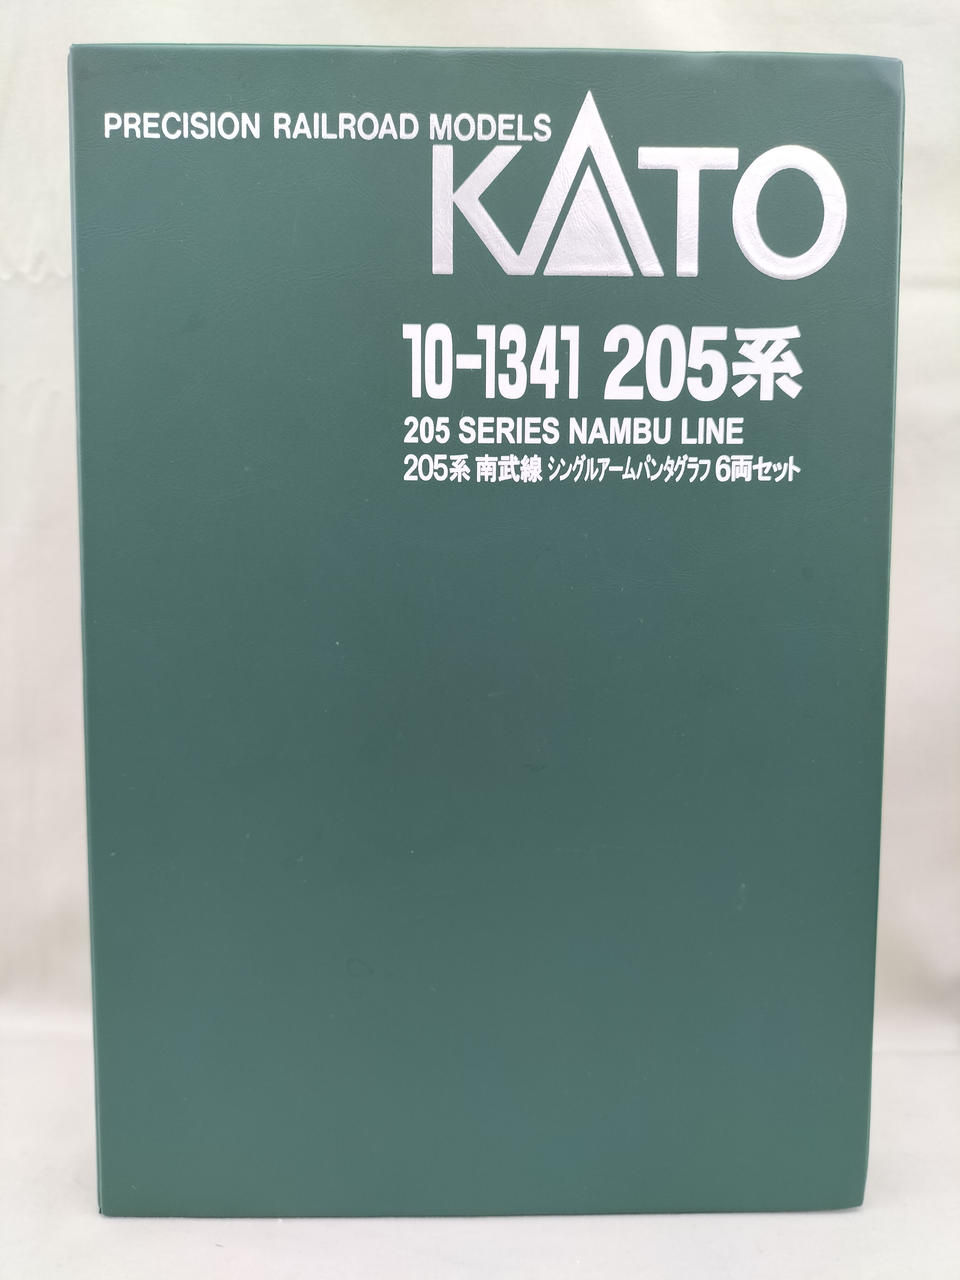 PRECISION RAILROAD MODELS
KATO
10-1341 205系
205 SERIES NAMBU LINE
205系 南武線 シングルアームパンタグラフ 6両セット